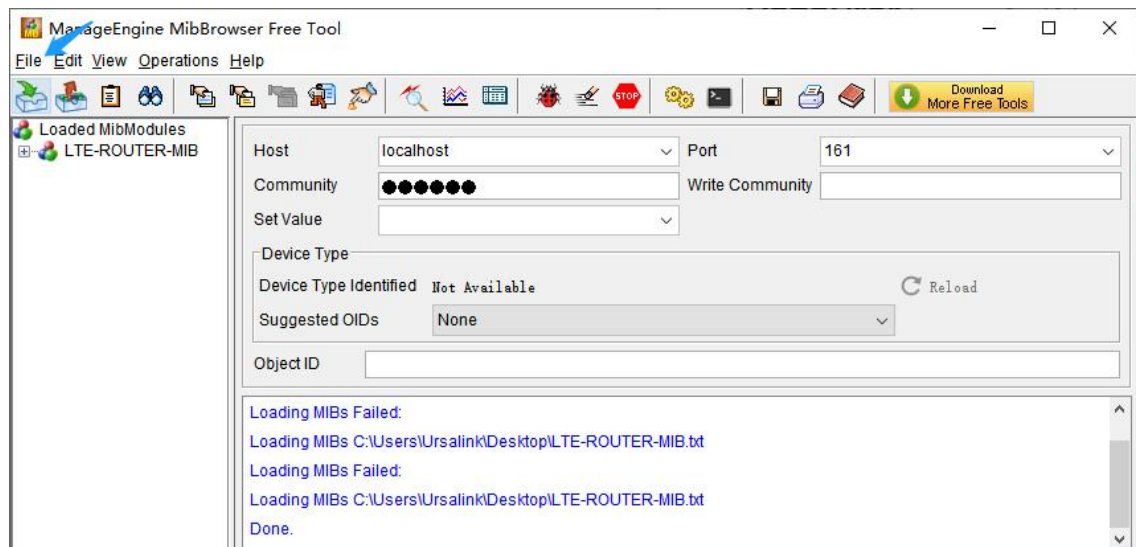 ManageEngine MibBrowser Free Tool
File Edit View Operations Help
STOP
Download
More Free Tools
Loaded MibModules
LTE-ROUTER-MIB
Host localhost Port 161
Community ●●●●●● Write Community
Set Value
Device Type
Device Type Identified Not Available Reload
Suggested OIDs None
Object ID
Loading MIBs Failed:
Loading MIBs C:\Users\Ursalink\Desktop\LTE-ROUTER-MIB.txt
Loading MIBs Failed:
Loading MIBs C:\Users\Ursalink\Desktop\LTE-ROUTER-MIB.txt
Done.